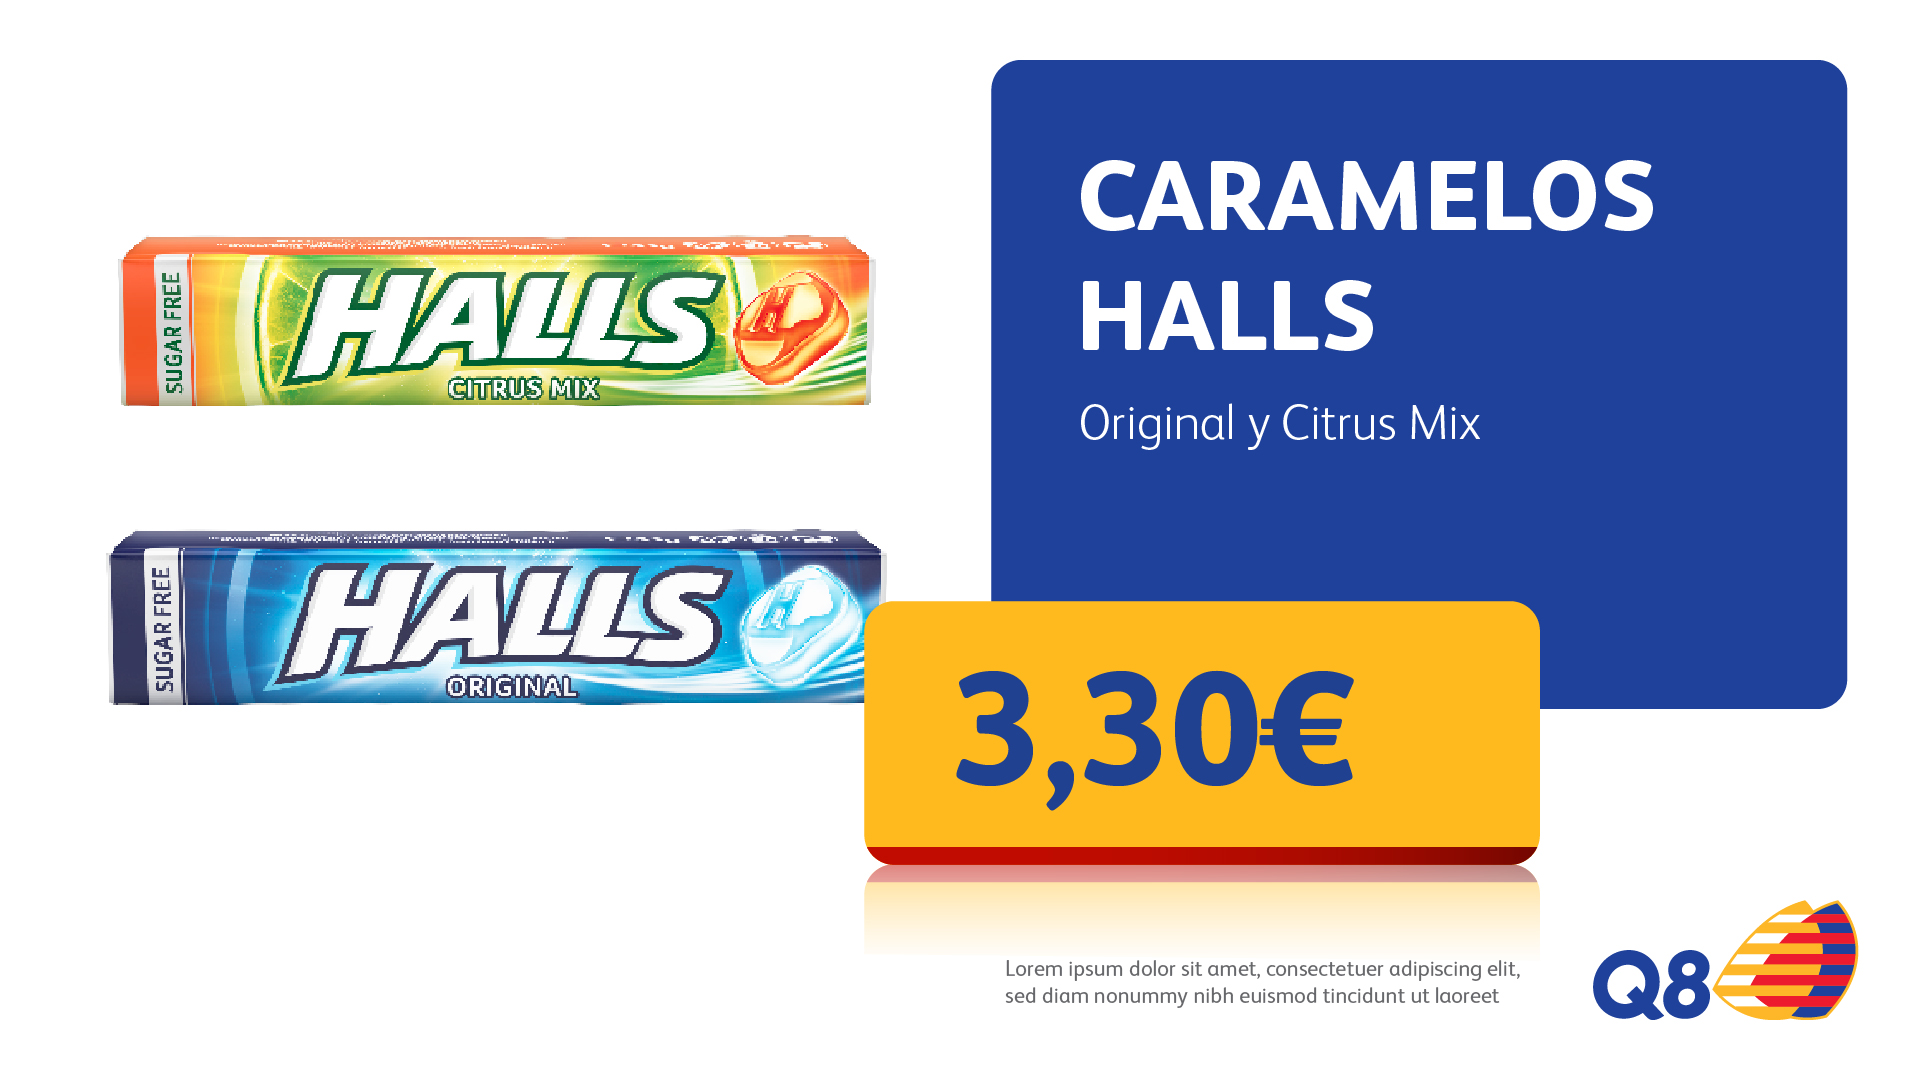 SUGAR FREE
HALLS
CITRUS MIX
SUGAR FREE
HALLS
ORIGINAL
CARAMELOS
HALLS
Original y Citrus Mix
3,30€
Lorem ipsum dolor sit amet, consectetuer adipiscing elit,
sed diam nonummy nibh euismod tincidunt ut laoreet
Q8